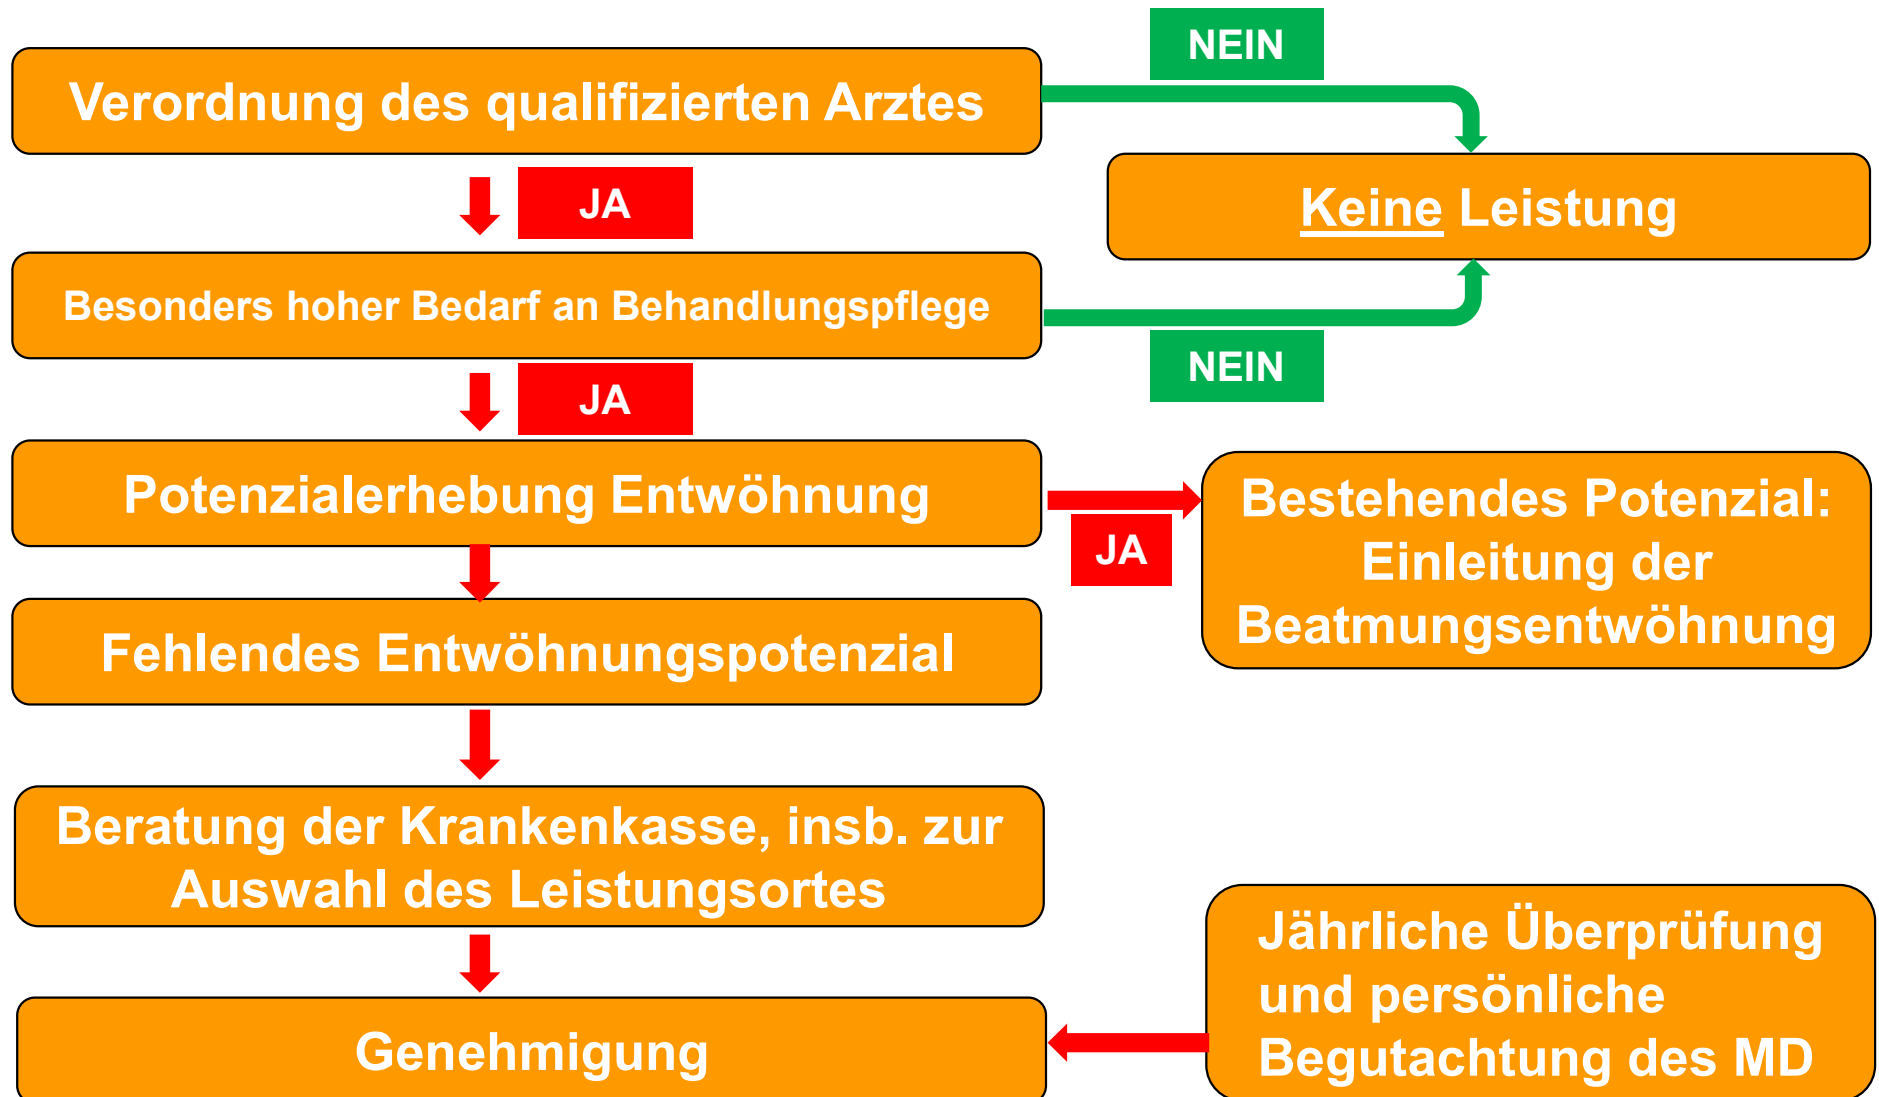 NEIN
Verordnung des qualifizierten Arztes
JA
Keine Leistung
Besonders hoher Bedarf an Behandlungspflege
NEIN
JA
Potenzialerhebung Entwöhnung
JA
Bestehendes Potenzial:
Einleitung der
Beatmungsentwöhnung
Fehlendes Entwöhnungspotenzial
Beratung der Krankenkasse, insb. zur
Auswahl des Leistungsortes
Jährliche Überprüfung
und persönliche
Begutachtung des MD
Genehmigung